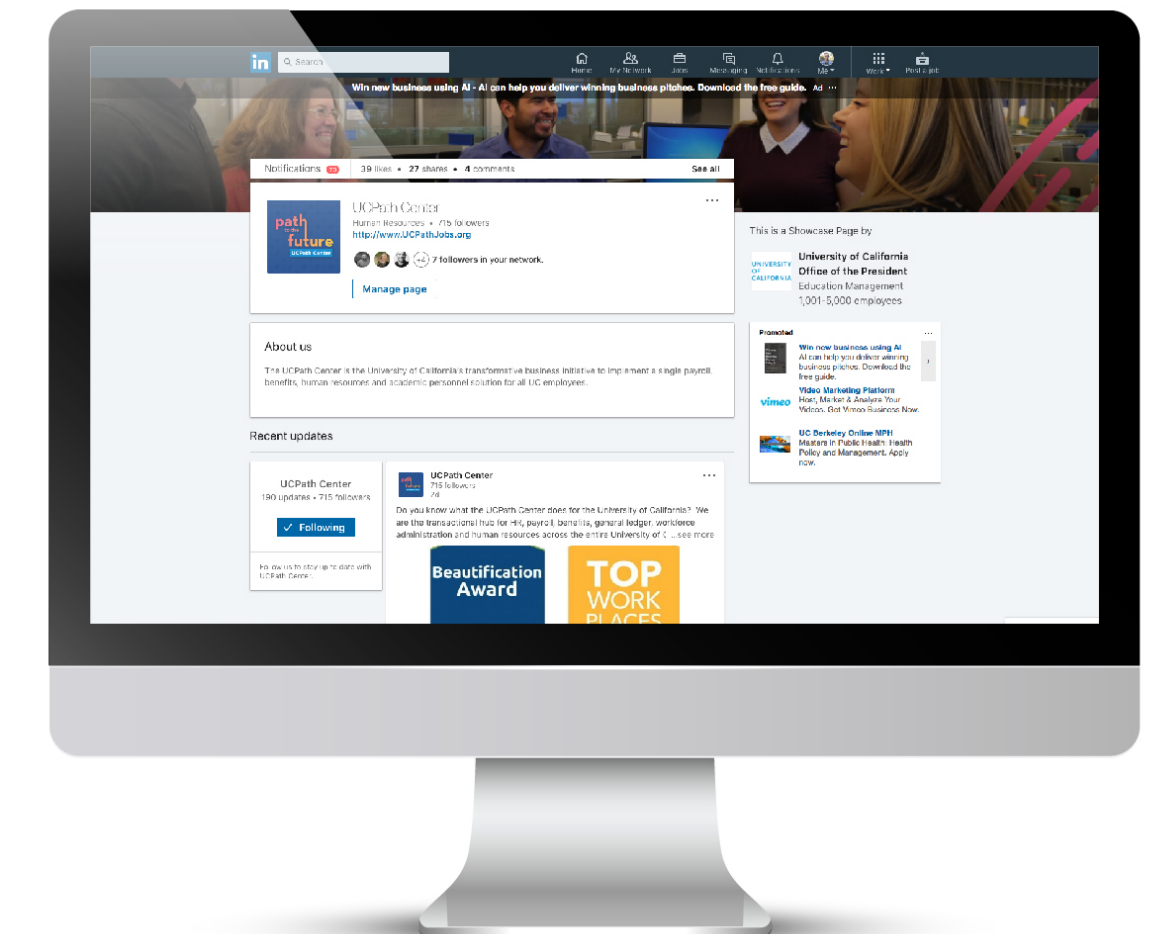 in
Search
Home My Network Jobs Messaging Notifications Me Work Post a job
Win new business using AI - AI can help you deliver winning business pitches. Download the free guide. Ad ...
Notifications 39 likes • 27 shares • 4 comments See all
path
to the
future
UCPath Center
UCPath Center
Human Resources • 715 followers
http://www.UCPathJobs.org
+4 7 followers in your network.
Manage page
This is a Showcase Page by
UNIVERSITY
OF
CALIFORNIA
University of California
Office of the President
Education Management
1,001-5,000 employees
About us
The UCPath Center is the University of California's transformative business initiative to implement a single payroll,
benefits, human resources and academic personnel solution for all UC employees.
Promoted ...
Win new business using AI
AI can help you deliver winning
business pitches. Download the
free guide.
vimeo
Video Marketing Platform
Host, Market & Analyze Your
Videos. Get Vimeo Business Now.
UC Berkeley Online MPH
Masters in Public Health: Health
Policy and Management. Apply
now.
Recent updates
UCPath Center
190 updates • 715 followers
✓ Following
Follow us to stay up to date with
UCPath Center.
path
future
UCPath Center
715 followers
2d
Do you know what the UCPath Center does for the University of California? We
are the transactional hub for HR, payroll, benefits, general ledger, workforce
administration and human resources across the entire University of C ...see more
Beautification
Award
TOP
WORK
PLACES